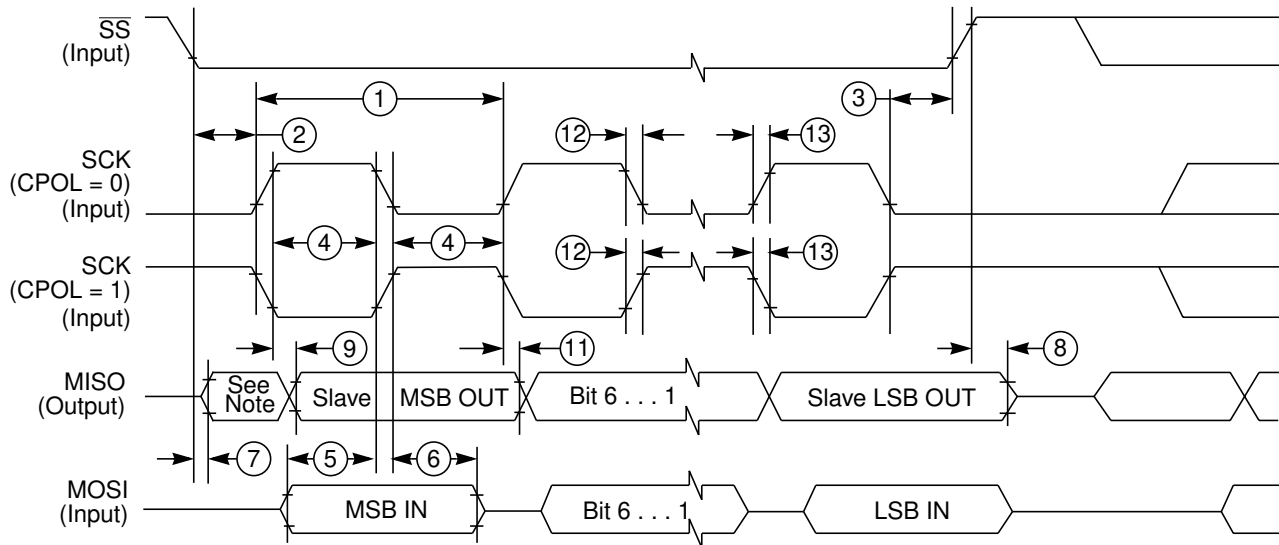 SS
(Input)
1
3
2
12
13
SCK
(CPOL = 0)
(Input)
4
4
12
13
SCK
(CPOL = 1)
(Input)
9
11
8
MISO
(Output)
See
Note
Slave
MSB OUT
Bit 6 . . . 1
Slave LSB OUT
7
5
6
MOSI
(Input)
MSB IN
Bit 6 . . . 1
LSB IN